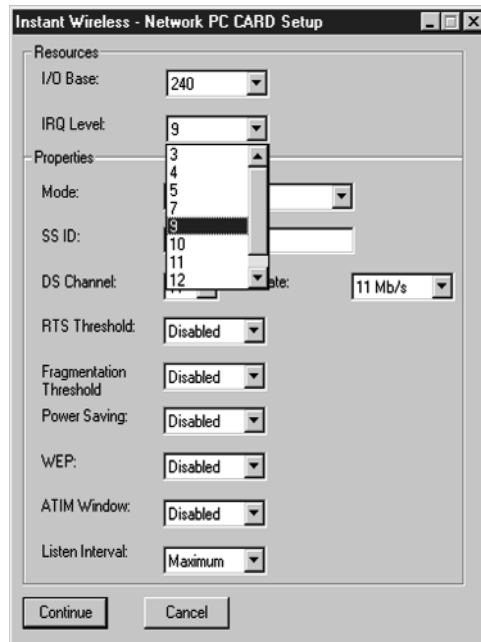 Instant Wireless - Network PC CARD Setup
Resources
I/O Base: 240
IRQ Level: 9
Properties
3
4
5
7
9
10
11
12
Mode:
SS ID:
DS Channel: ate: 11 Mb/s
RTS Threshold: Disabled
Fragmentation
Threshold Disabled
Power Saving: Disabled
WEP: Disabled
ATIM Window: Disabled
Listen Interval: Maximum
Continue Cancel